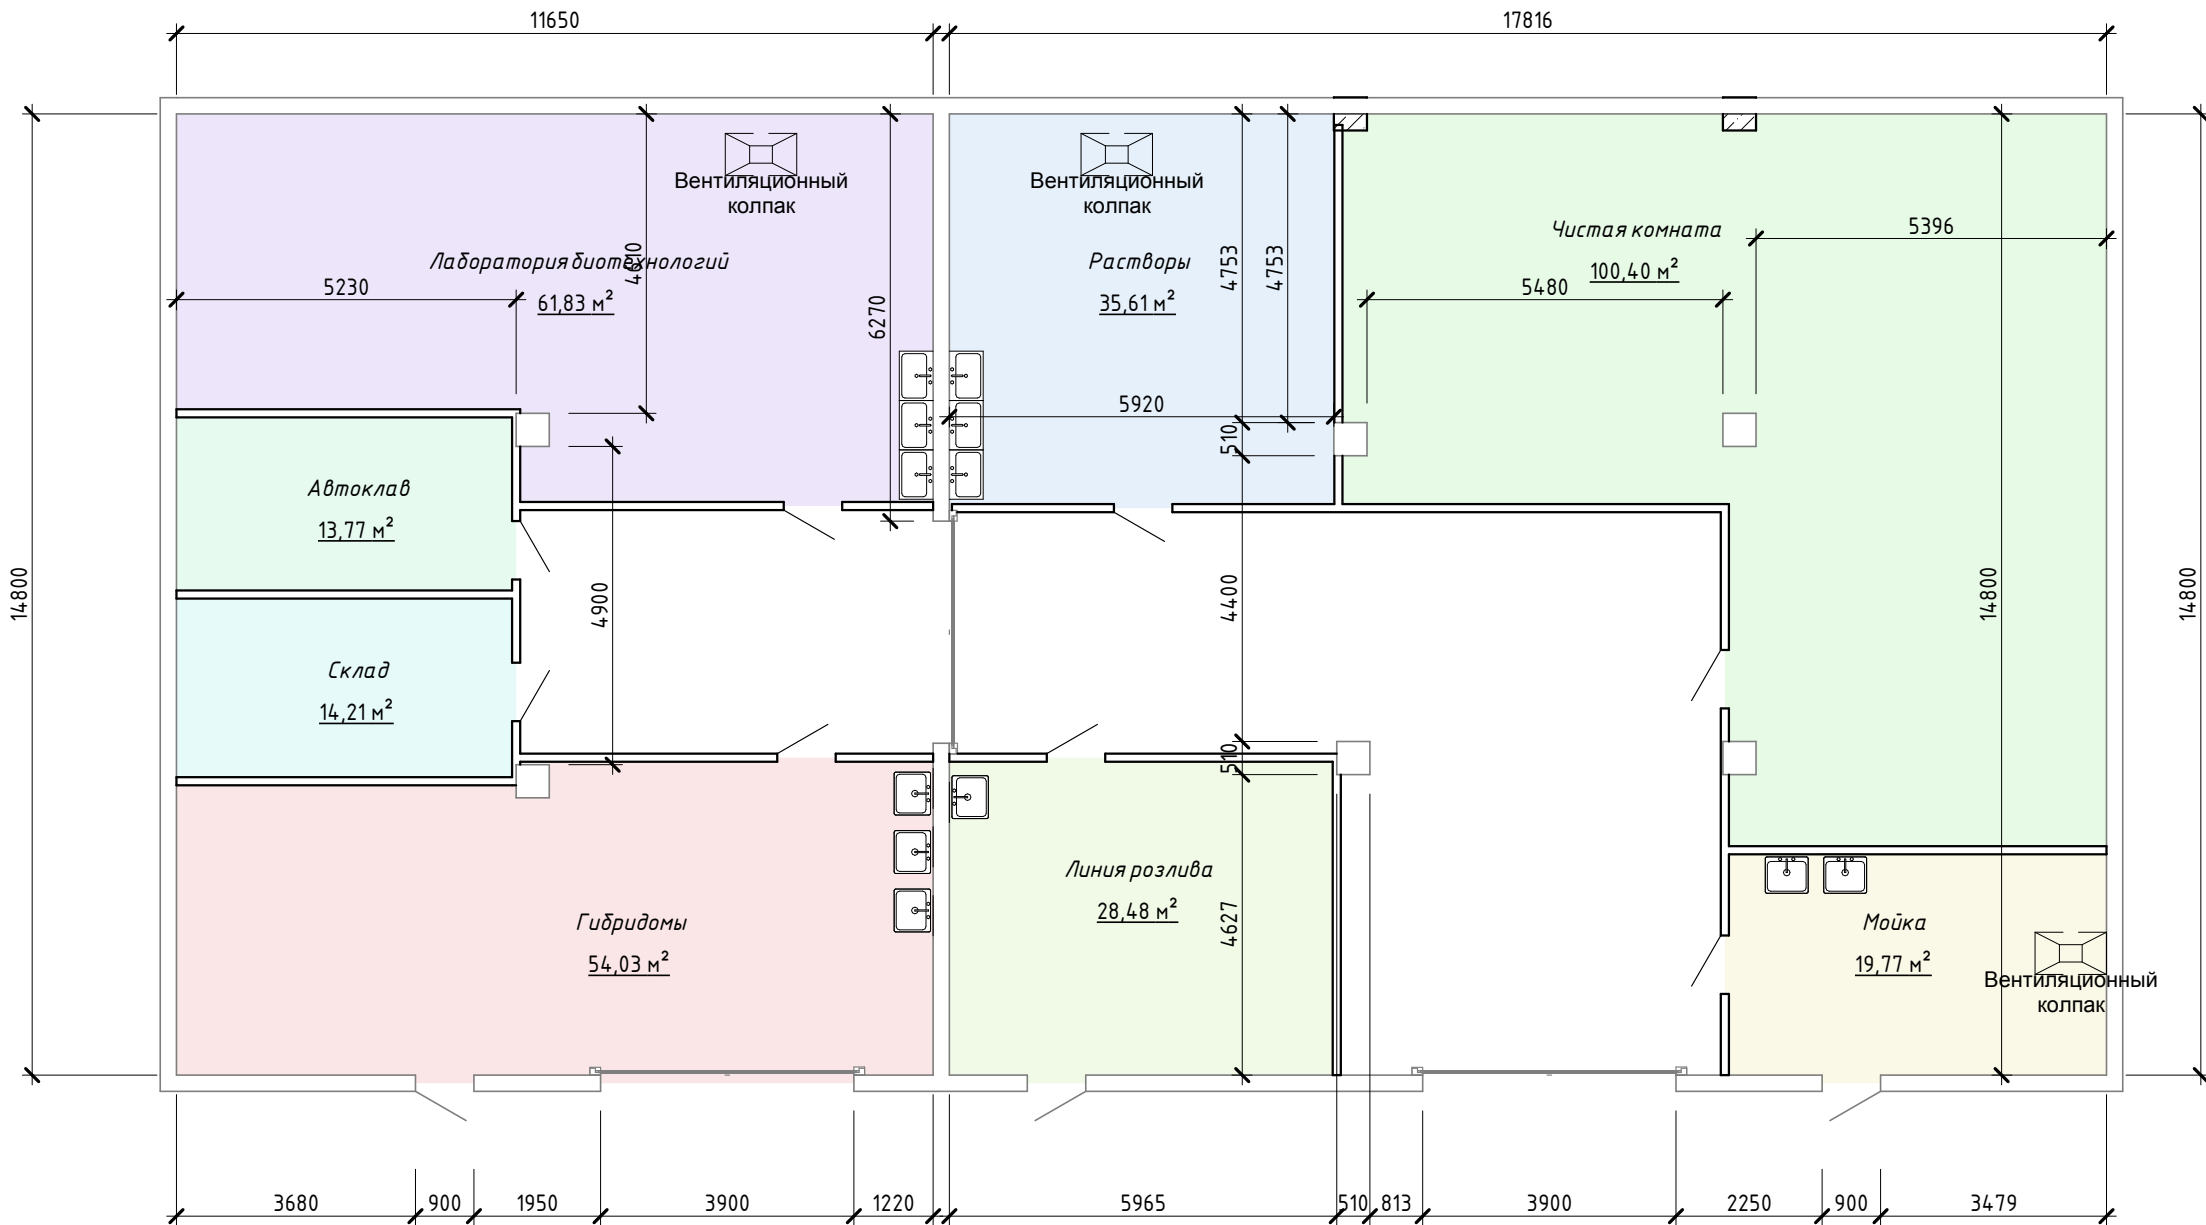 11650
17816
Вентиляционный
колпак
Вентиляционный
колпак
Чистая комната
100,40 м²
5396
Лаборатория биотехнологий
61,83 м²
Растворы
35,61 м²
5230
4610
6270
4753
4753
5480
5920
510
Автоклав
13,77 м²
14800
4900
4400
14800
14800
Склад
14,21 м²
510
Линия розлива
28,48 м²
4627
Гибридомы
54,03 м²
Мойка
19,77 м²
Вентиляционный
колпак
3680
900
1950
3900
1220
5965
510
813
3900
2250
900
3479